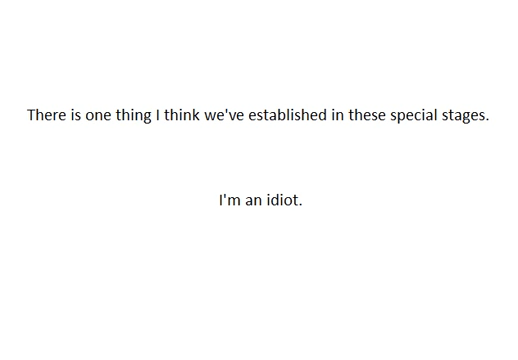 There is one thing I think we've established in these special stages.
I'm an idiot.